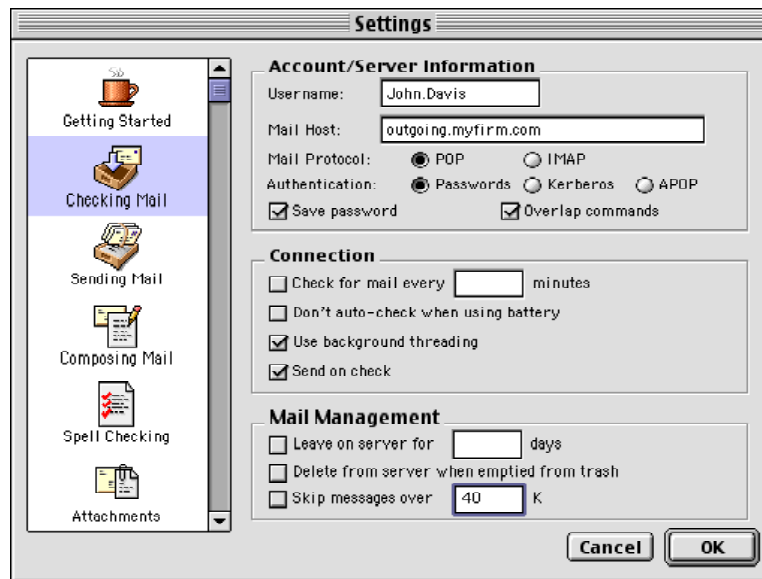 Settings
Getting Started
Checking Mail
Sending Mail
Composing Mail
Spell Checking
Attachments
Account/Server Information
Username: John.Davis
Mail Host: outgoing.myfirm.com
Mail Protocol: POP IMAP
Authentication: Passwords Kerberos APOP
Save password Overlap commands
Connection
Check for mail every minutes
Don't auto-check when using battery
Use background threading
Send on check
Mail Management
Leave on server for days
Delete from server when emptied from trash
Skip messages over 40 K
Cancel OK